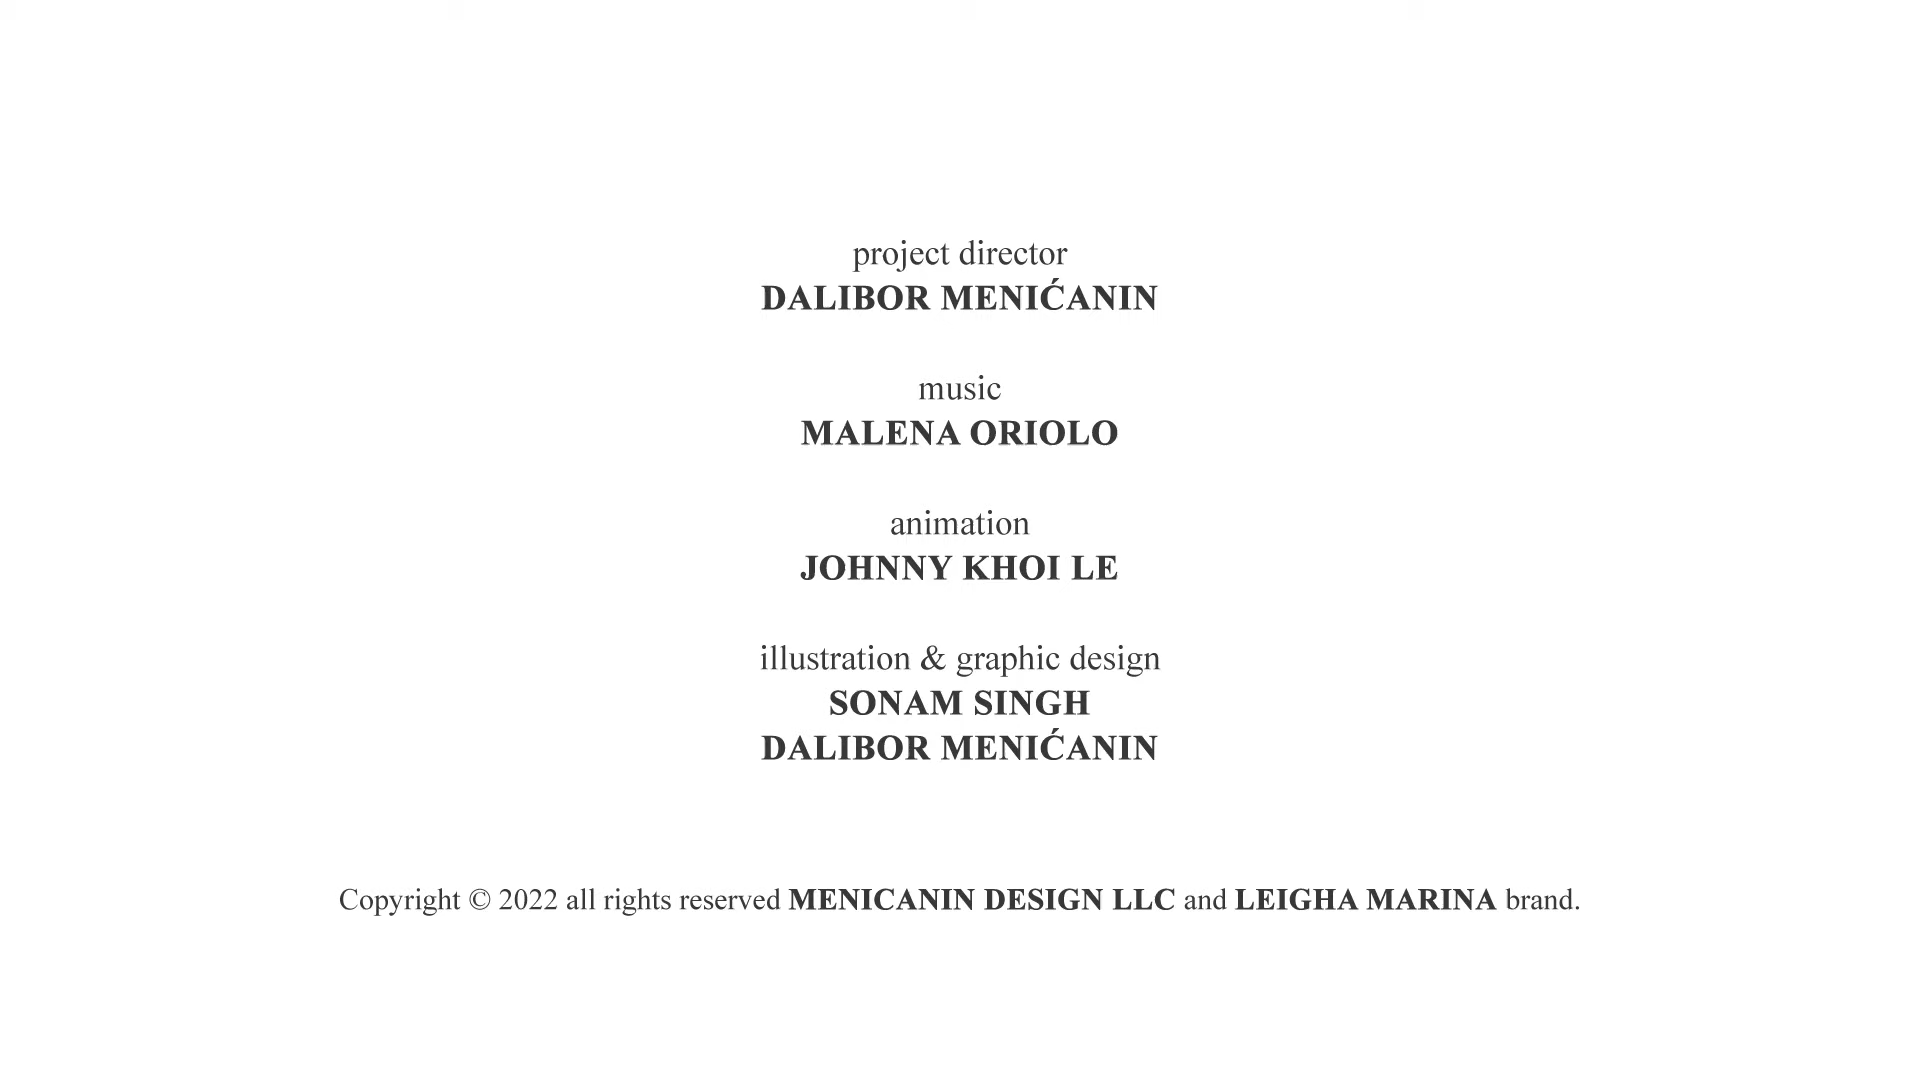 project director
DALIBOR MENIĆANIN
music
MALENA ORIOLO
animation
JOHNNY KHOI LE
illustration & graphic design
SONAM SINGH
DALIBOR MENIĆANIN
Copyright © 2022 all rights reserved MENICANIN DESIGN LLC and LEIGHA MARINA brand.